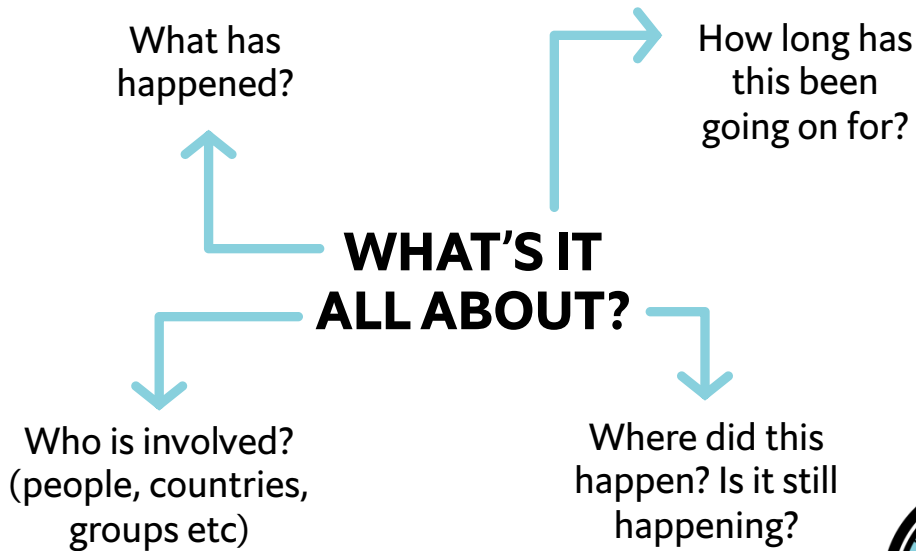 What has
happened?
How long has
this been
going on for?
WHAT'S IT
ALL ABOUT?
Who is involved?
(people, countries,
groups etc)
Where did this
happen? Is it still
happening?